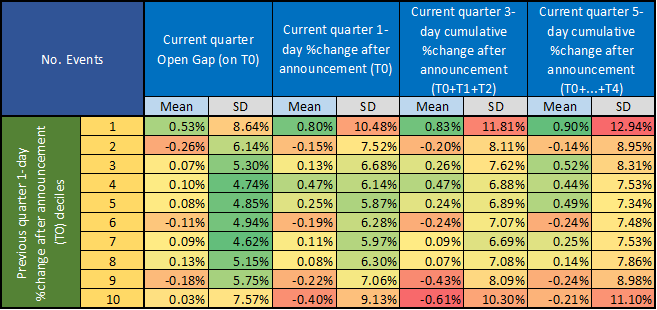 No. Events
Current quarter
Open Gap (on T0)
Current quarter 1-
day %change after
announcement (T0)
Current quarter 3-
day cumulative
%change after
announcement
(T0+T1+T2)
Current quarter 5-
day cumulative
%change after
announcement
(T0+...+T4)
Mean SD Mean SD Mean SD Mean SD
Previous quarter 1-day
%change after announcement
(T0) deciles
1 0.53% 8.64% 0.80% 10.48% 0.83% 11.81% 0.90% 12.94%
2 -0.26% 6.14% -0.15% 7.52% -0.20% 8.11% -0.14% 8.95%
3 0.07% 5.30% 0.13% 6.68% 0.26% 7.62% 0.52% 8.31%
4 0.10% 4.74% 0.47% 6.14% 0.47% 6.88% 0.44% 7.53%
5 0.08% 4.85% 0.25% 5.87% 0.24% 6.89% 0.49% 7.34%
6 -0.11% 4.94% -0.19% 6.28% -0.24% 7.07% -0.24% 7.48%
7 0.09% 4.62% 0.11% 5.97% 0.09% 6.69% 0.25% 7.53%
8 0.13% 5.15% 0.08% 6.30% 0.07% 7.08% 0.14% 7.86%
9 -0.18% 5.75% -0.22% 7.06% -0.43% 8.09% -0.24% 8.98%
10 0.03% 7.57% -0.40% 9.13% -0.61% 10.30% -0.21% 11.10%